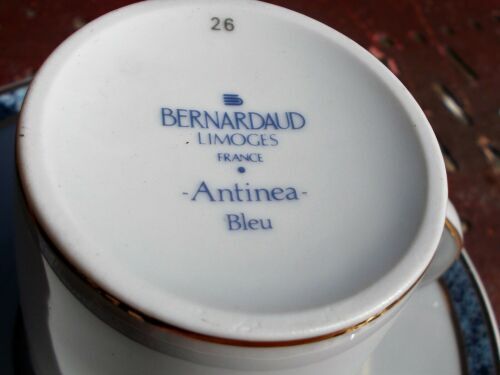 26
BERNARDAUD
LIMOGES
FRANCE
-Antinea-
Bleu